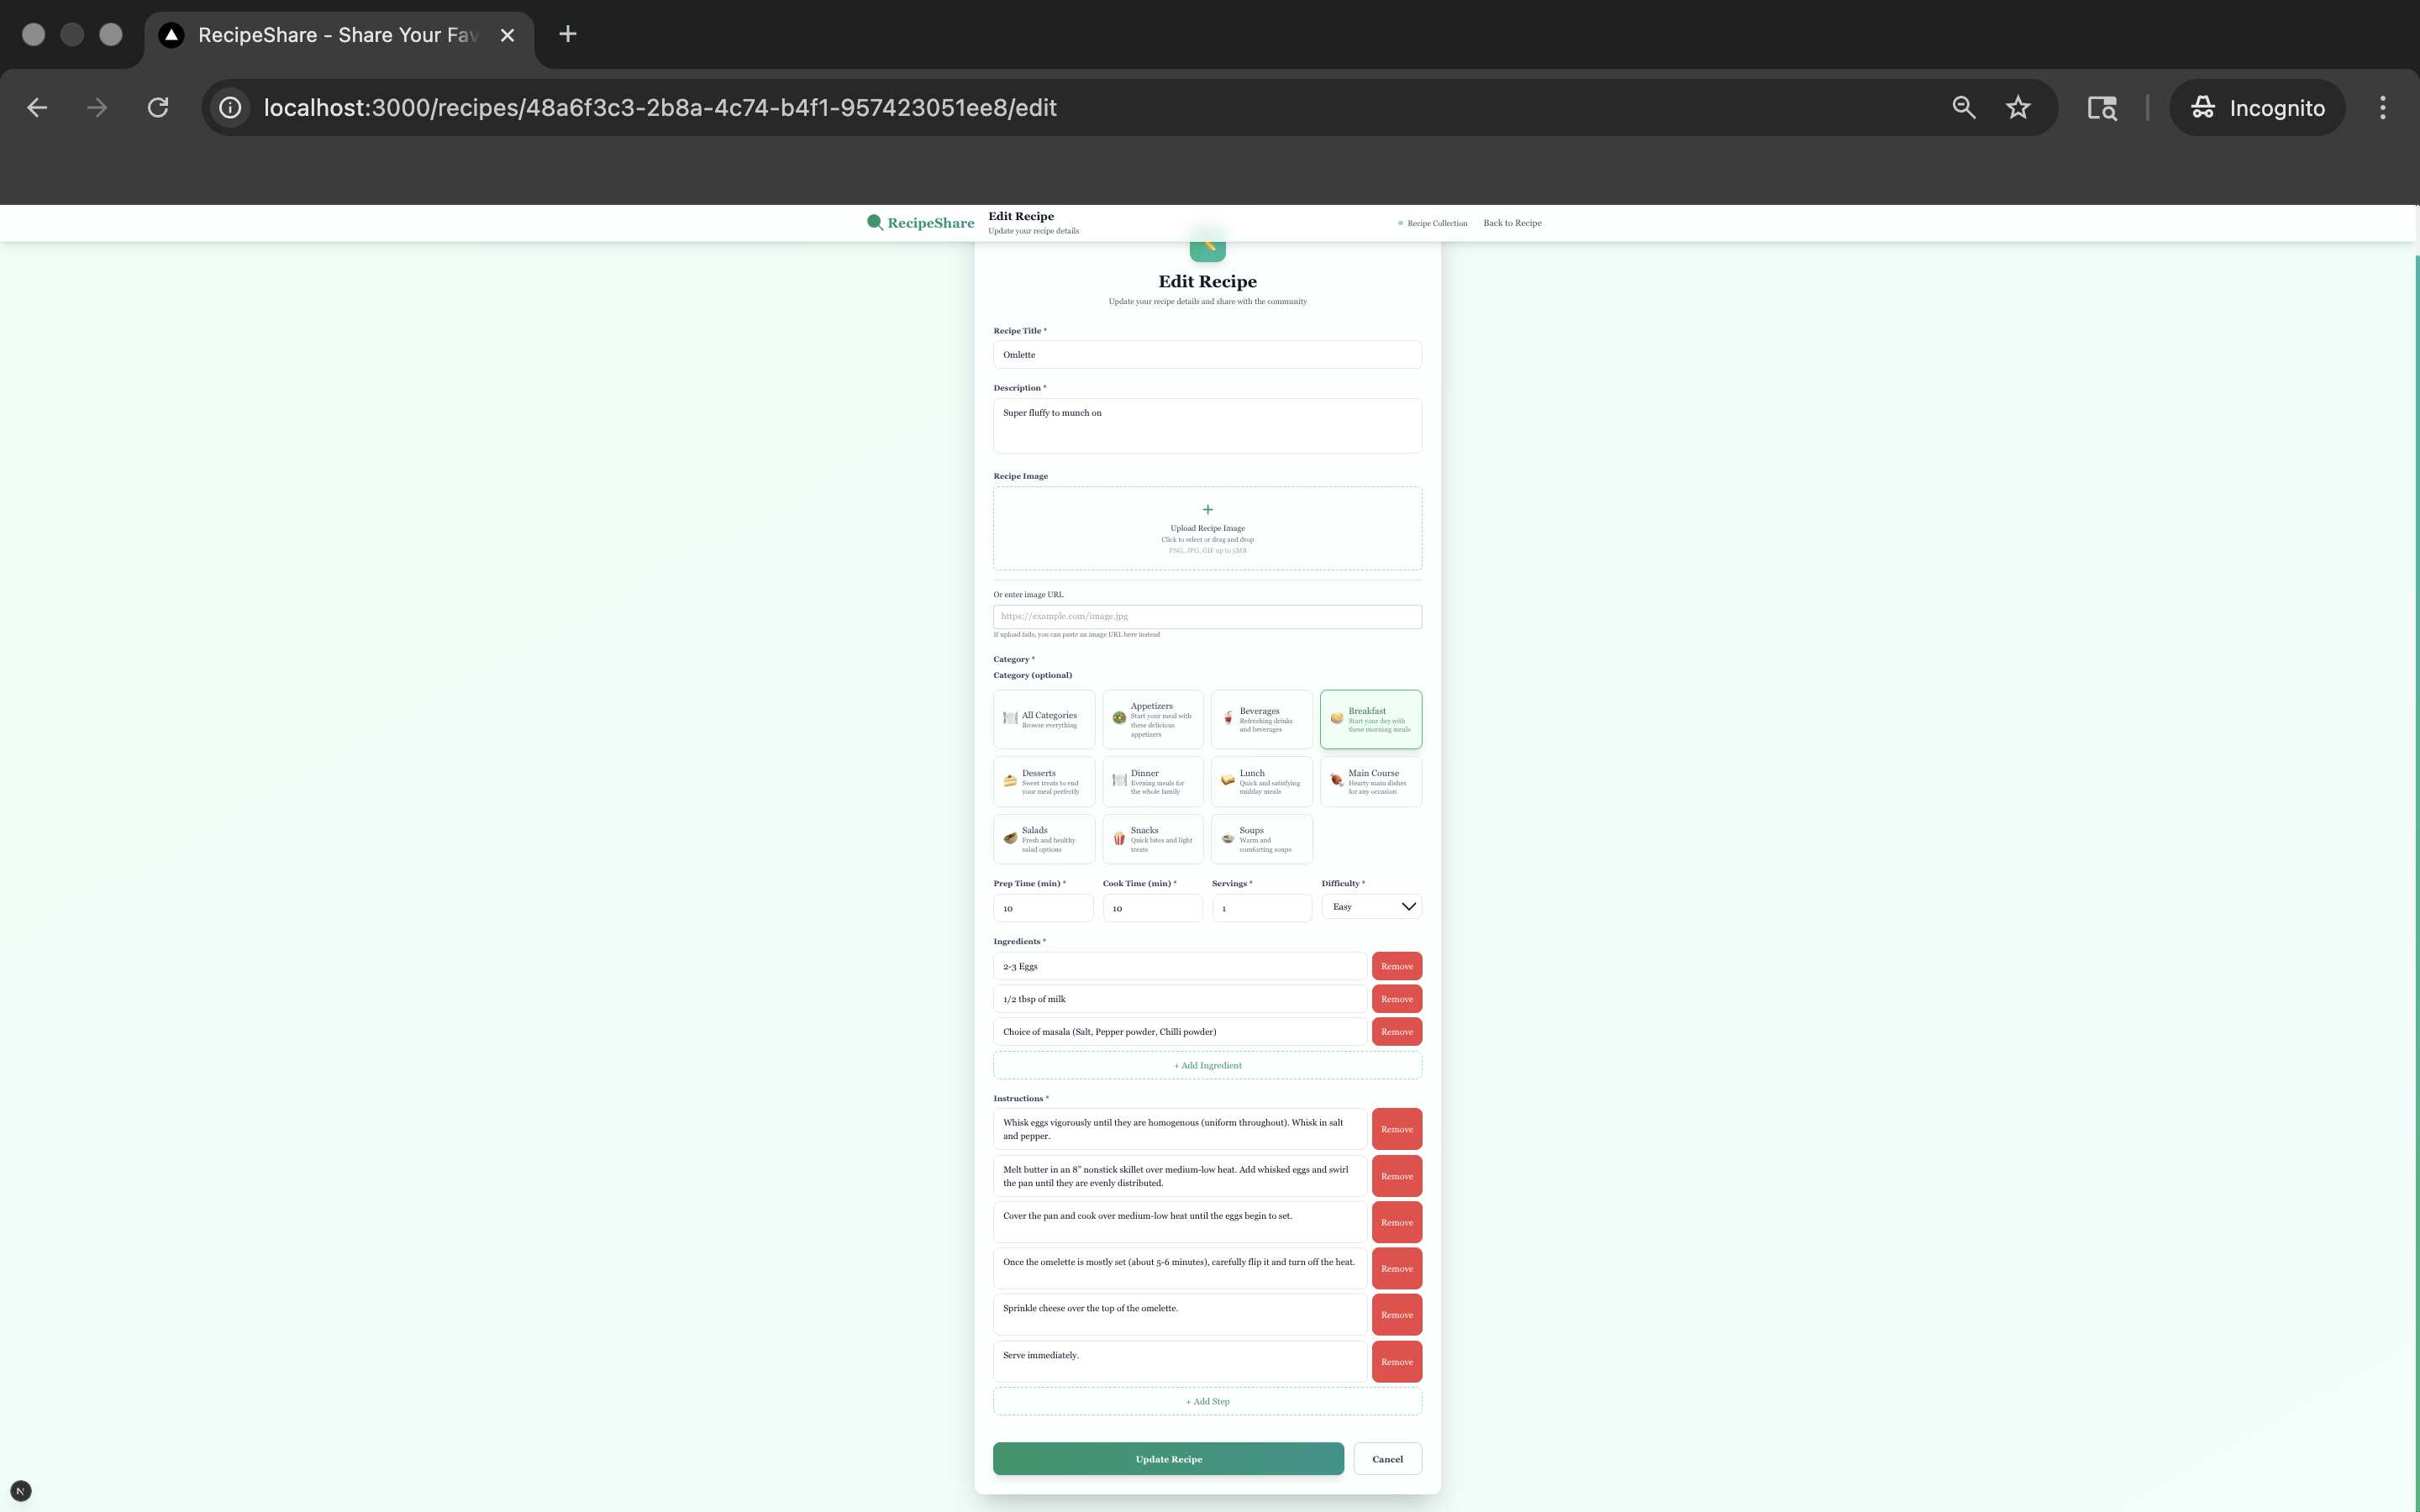 RecipeShare - Share Your Fav
localhost:3000/recipes/48a6f3c3-2b8a-4c74-b4f1-957423051ee8/edit
Incognito
RecipeShare
Edit Recipe
Update your recipe details
Recipe Collection
Back to Recipe
Edit Recipe
Update your recipe details and share with the community
Recipe Title *
Omlette
Description *
Super fluffy to munch on
Recipe Image
+
Upload Recipe Image
Click to select or drag and drop
PNG, JPG, GIF up to 5MB
Or enter image URL
https://example.com/image.jpg
If upload fails, you can paste an image URL here instead
Category *
Category (optional)
All Categories
Browse everything
Appetizers
Start your meal with
these delicious
appetizers
Beverages
Refreshing drinks
and beverages
Breakfast
Start your day with
these morning meals
Desserts
Sweet treats to end
your meal perfectly
Dinner
Evening meals for
the whole family
Lunch
Quick and satisfying
midday meals
Main Course
Hearty main dishes
for any occasion
Salads
Fresh and healthy
salad options
Snacks
Quick bites and light
treats
Soups
Warm and
comforting soups
Prep Time (min) *
Cook Time (min) *
Servings *
Difficulty *
10
10
1
Easy
Ingredients *
2-3 Eggs
Remove
1/2 tbsp of milk
Remove
Choice of masala (Salt, Pepper powder, Chilli powder)
Remove
+ Add Ingredient
Instructions *
Whisk eggs vigorously until they are homogenous (uniform throughout). Whisk in salt
and pepper.
Remove
Melt butter in an 8" nonstick skillet over medium-low heat. Add whisked eggs and swirl
the pan until they are evenly distributed.
Remove
Cover the pan and cook over medium-low heat until the eggs begin to set.
Remove
Once the omelette is mostly set (about 5-6 minutes), carefully flip it and turn off the heat.
Remove
Sprinkle cheese over the top of the omelette.
Remove
Serve immediately.
Remove
+ Add Step
Update Recipe
Cancel
N